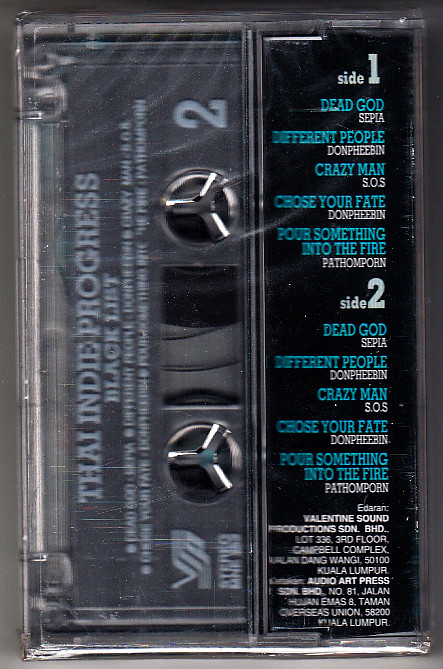 side 1
DEAD GOD
SEPIA
DIFFERENT PEOPLE
DONPHEEBIN
CRAZY MAN
S.O.S
CHOSE YOUR FATE
DONPHEEBIN
POUR SOMETHING
INTO THE FIRE
PATHOMPORN
side 2
DEAD GOD
SEPIA
DIFFERENT PEOPLE
DONPHEEBIN
CRAZY MAN
S.O.S
CHOSE YOUR FATE
DONPHEEBIN
POUR SOMETHING
INTO THE FIRE
PATHOMPORN
Edaran:
VALENTINE SOUND
PRODUCTIONS SDN. BHD.,
LOT 336, 3RD FLOOR,
CAMPBELL COMPLEX,
JALAN DANG WANGI, 50100
KUALA LUMPUR.
AUDIO ART PRESS
SDN. BHD., NO. 81, JALAN
HUJAN EMAS 8, TAMAN
OVERSEAS UNION, 58200
KUALA LUMPUR.
2
THAI INDIE PROGRESS
BLACK LIST